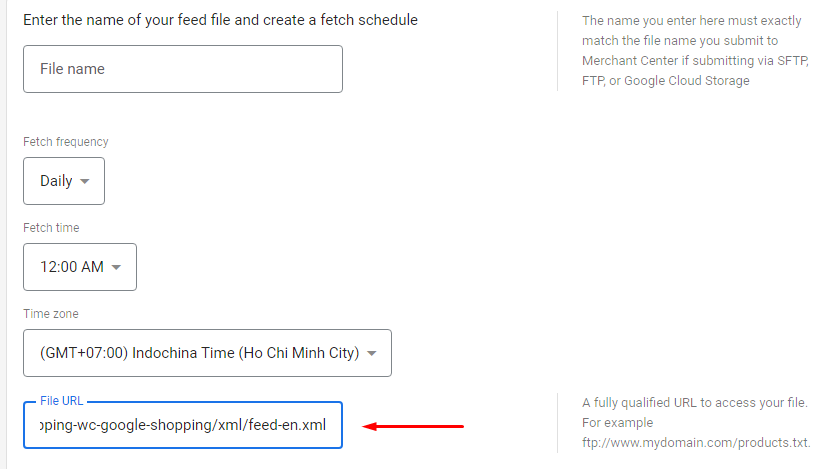 Enter the name of your feed file and create a fetch schedule
The name you enter here must exactly
match the file name you submit to
Merchant Center if submitting via SFTP,
FTP, or Google Cloud Storage
File name
Fetch frequency
Daily
Fetch time
12:00 AM
Time zone
(GMT+07:00) Indochina Time (Ho Chi Minh City)
File URL
pping-wc-google-shopping/xml/feed-en.xml
A fully qualified URL to access your file.
For example
ftp://www.mydomain.com/products.txt.